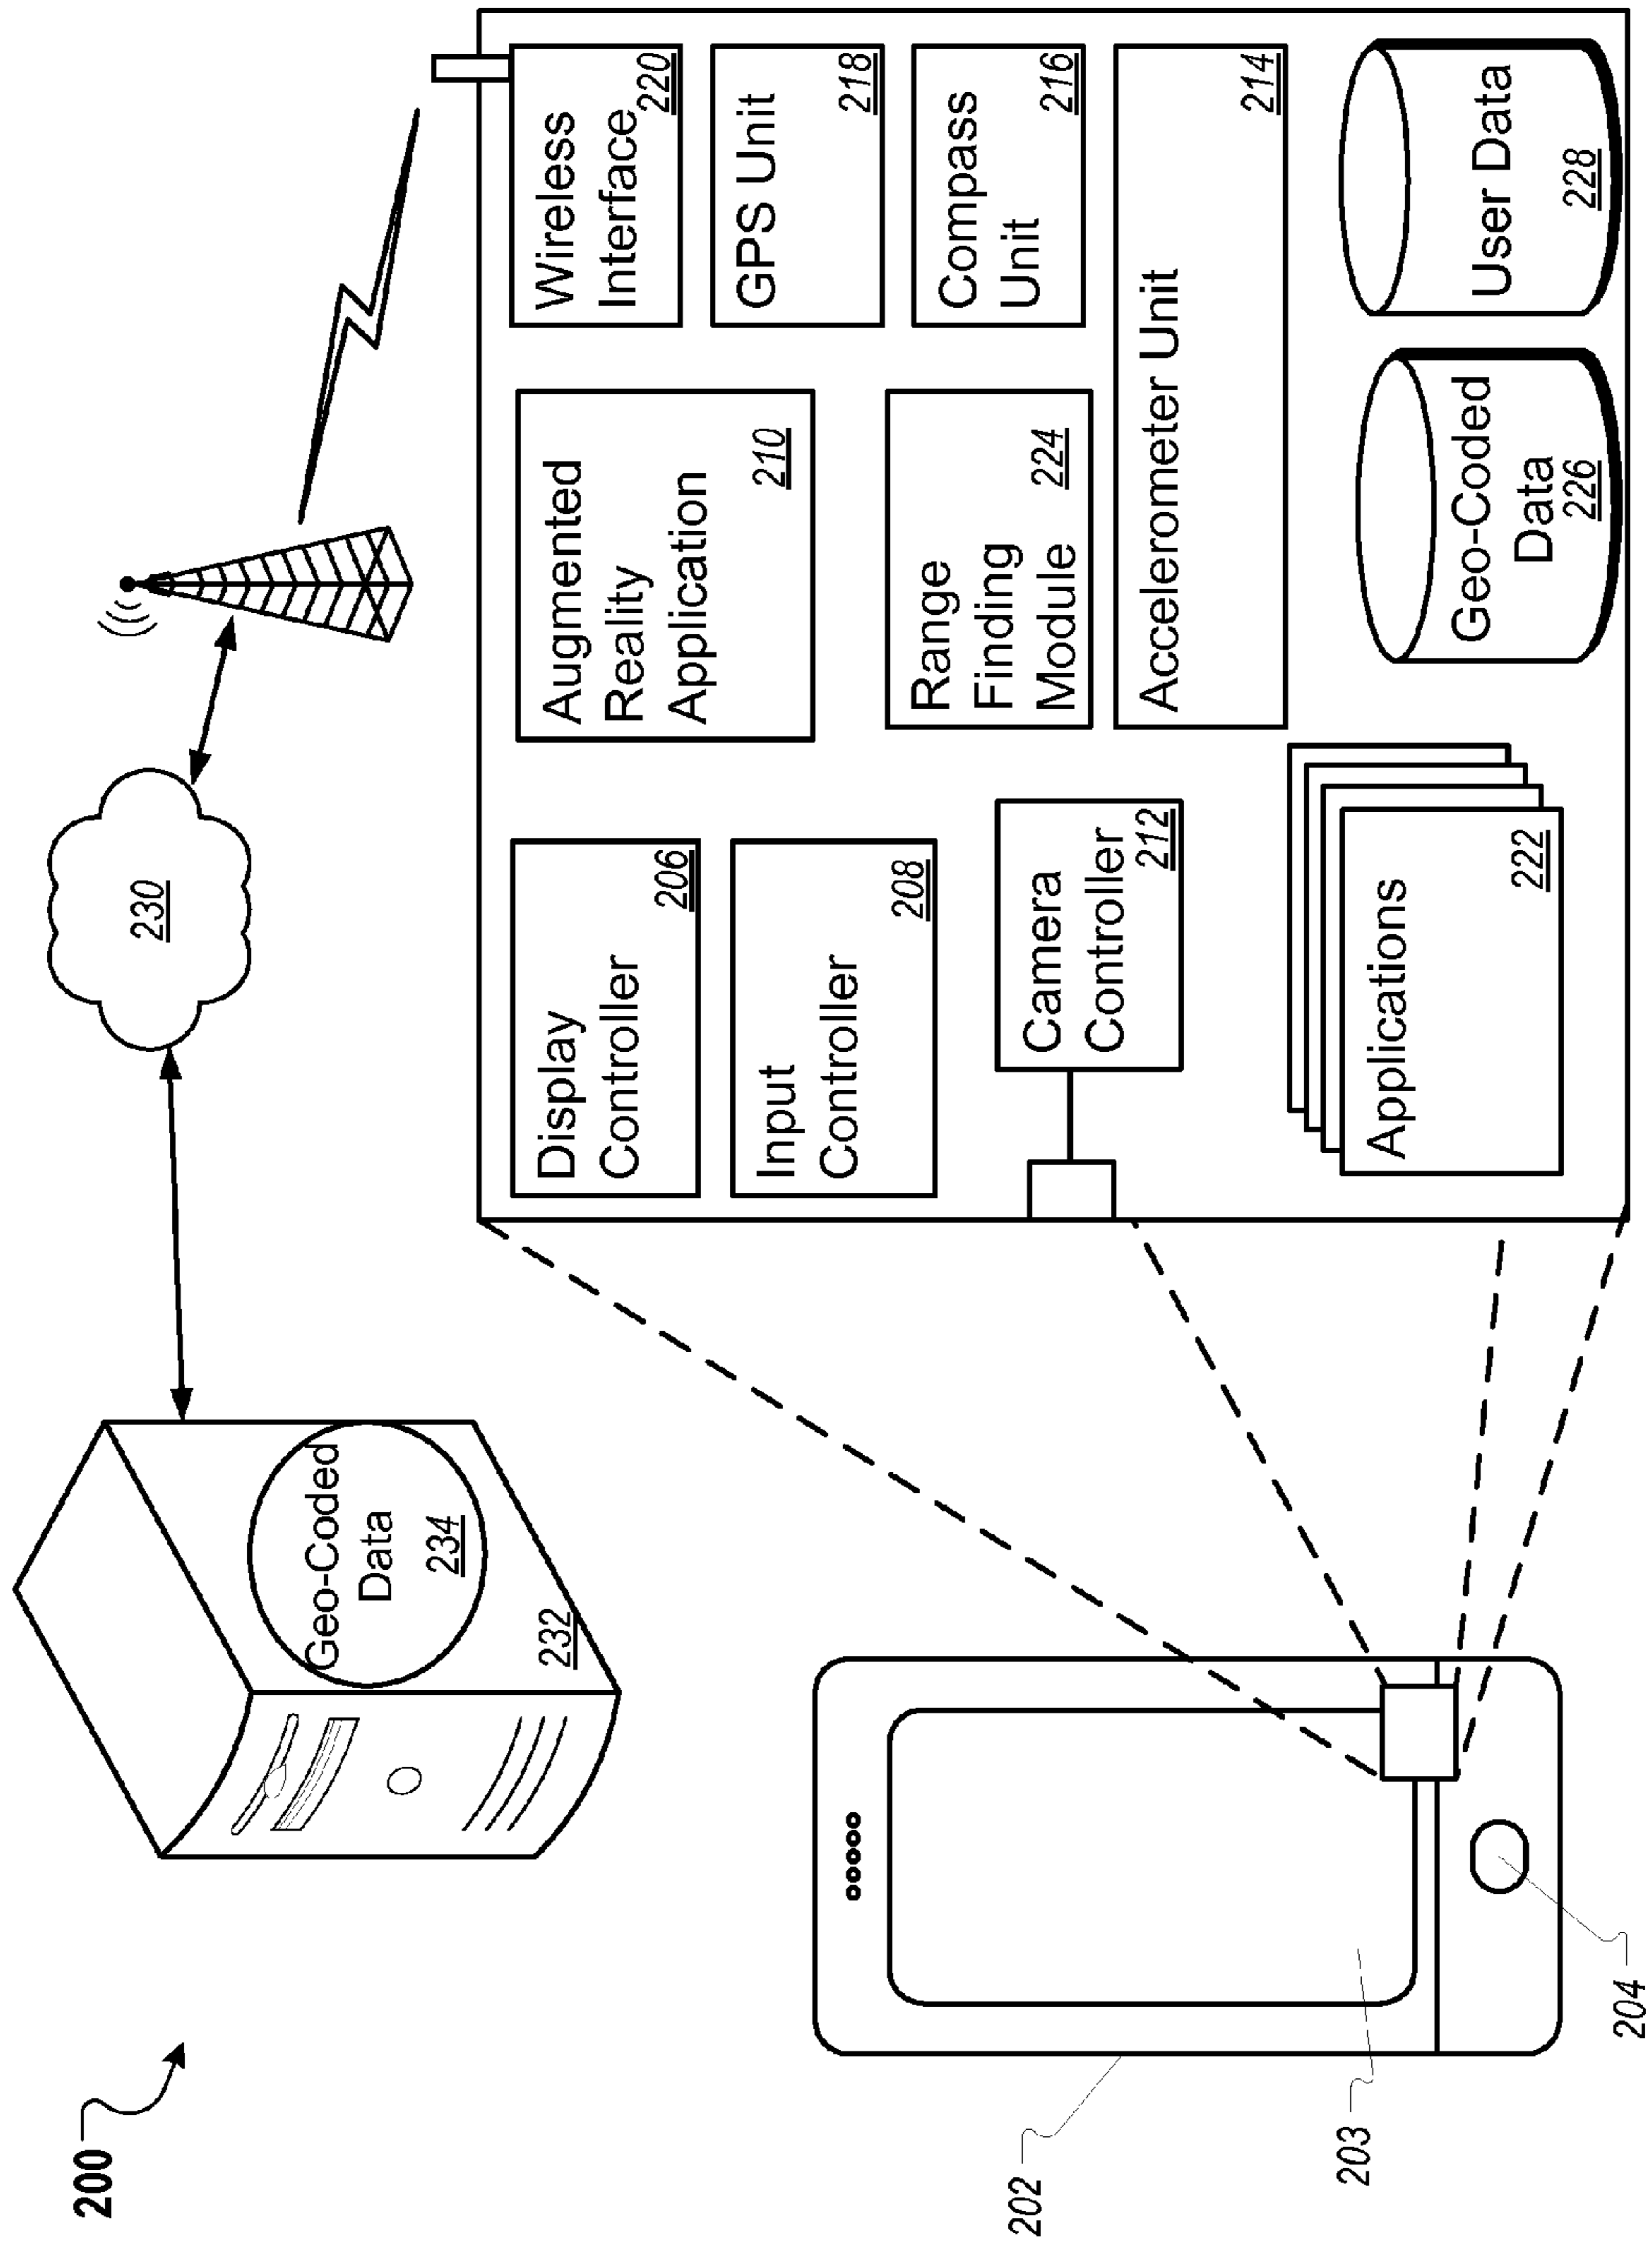 200
Geo-Coded
Data
234
232
230
202
203
204
Display
Controller
206
Input
Controller
208
Camera
Controller
212
Applications
222
Augmented
Reality
Application
210
Range
Finding
Module
224
Accelerometer Unit
214
Wireless
Interface
220
GPS Unit
218
Compass
Unit
216
Geo-Coded
Data
226
User Data
228